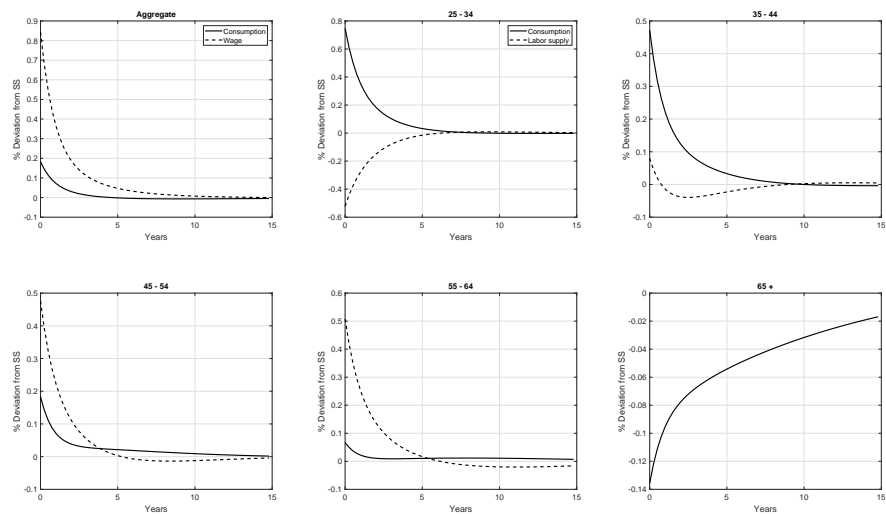 Aggregate
Consumption
Wage
% Deviation from SS
0.9
0.8
0.7
0.6
0.5
0.4
0.3
0.2
0.1
0
-0.1
0 5 10 15
Years
25 - 34
Consumption
Labor supply
% Deviation from SS
0.8
0.6
0.4
0.2
0
-0.2
-0.4
-0.6
0 5 10 15
Years
35 - 44
% Deviation from SS
0.5
0.4
0.3
0.2
0.1
0
-0.1
0 5 10 15
Years
45 - 54
% Deviation from SS
0.5
0.4
0.3
0.2
0.1
0
-0.1
0 5 10 15
Years
55 - 64
% Deviation from SS
0.6
0.5
0.4
0.3
0.2
0.1
0
-0.1
0 5 10 15
Years
65 +
% Deviation from SS
0
-0.02
-0.04
-0.06
-0.08
-0.1
-0.12
-0.14
0 5 10 15
Years